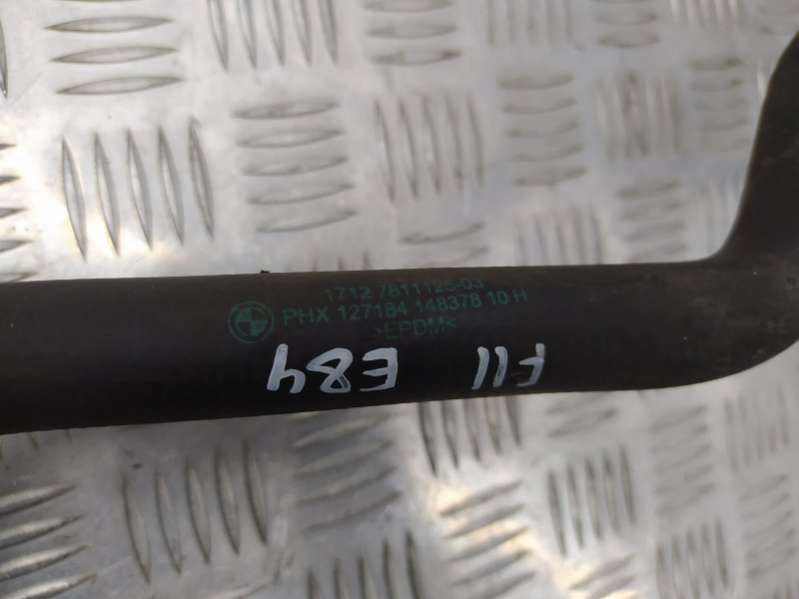 1712 7811125-03
PHX 127184 148378 10 H
>EPDM<
F11 E84